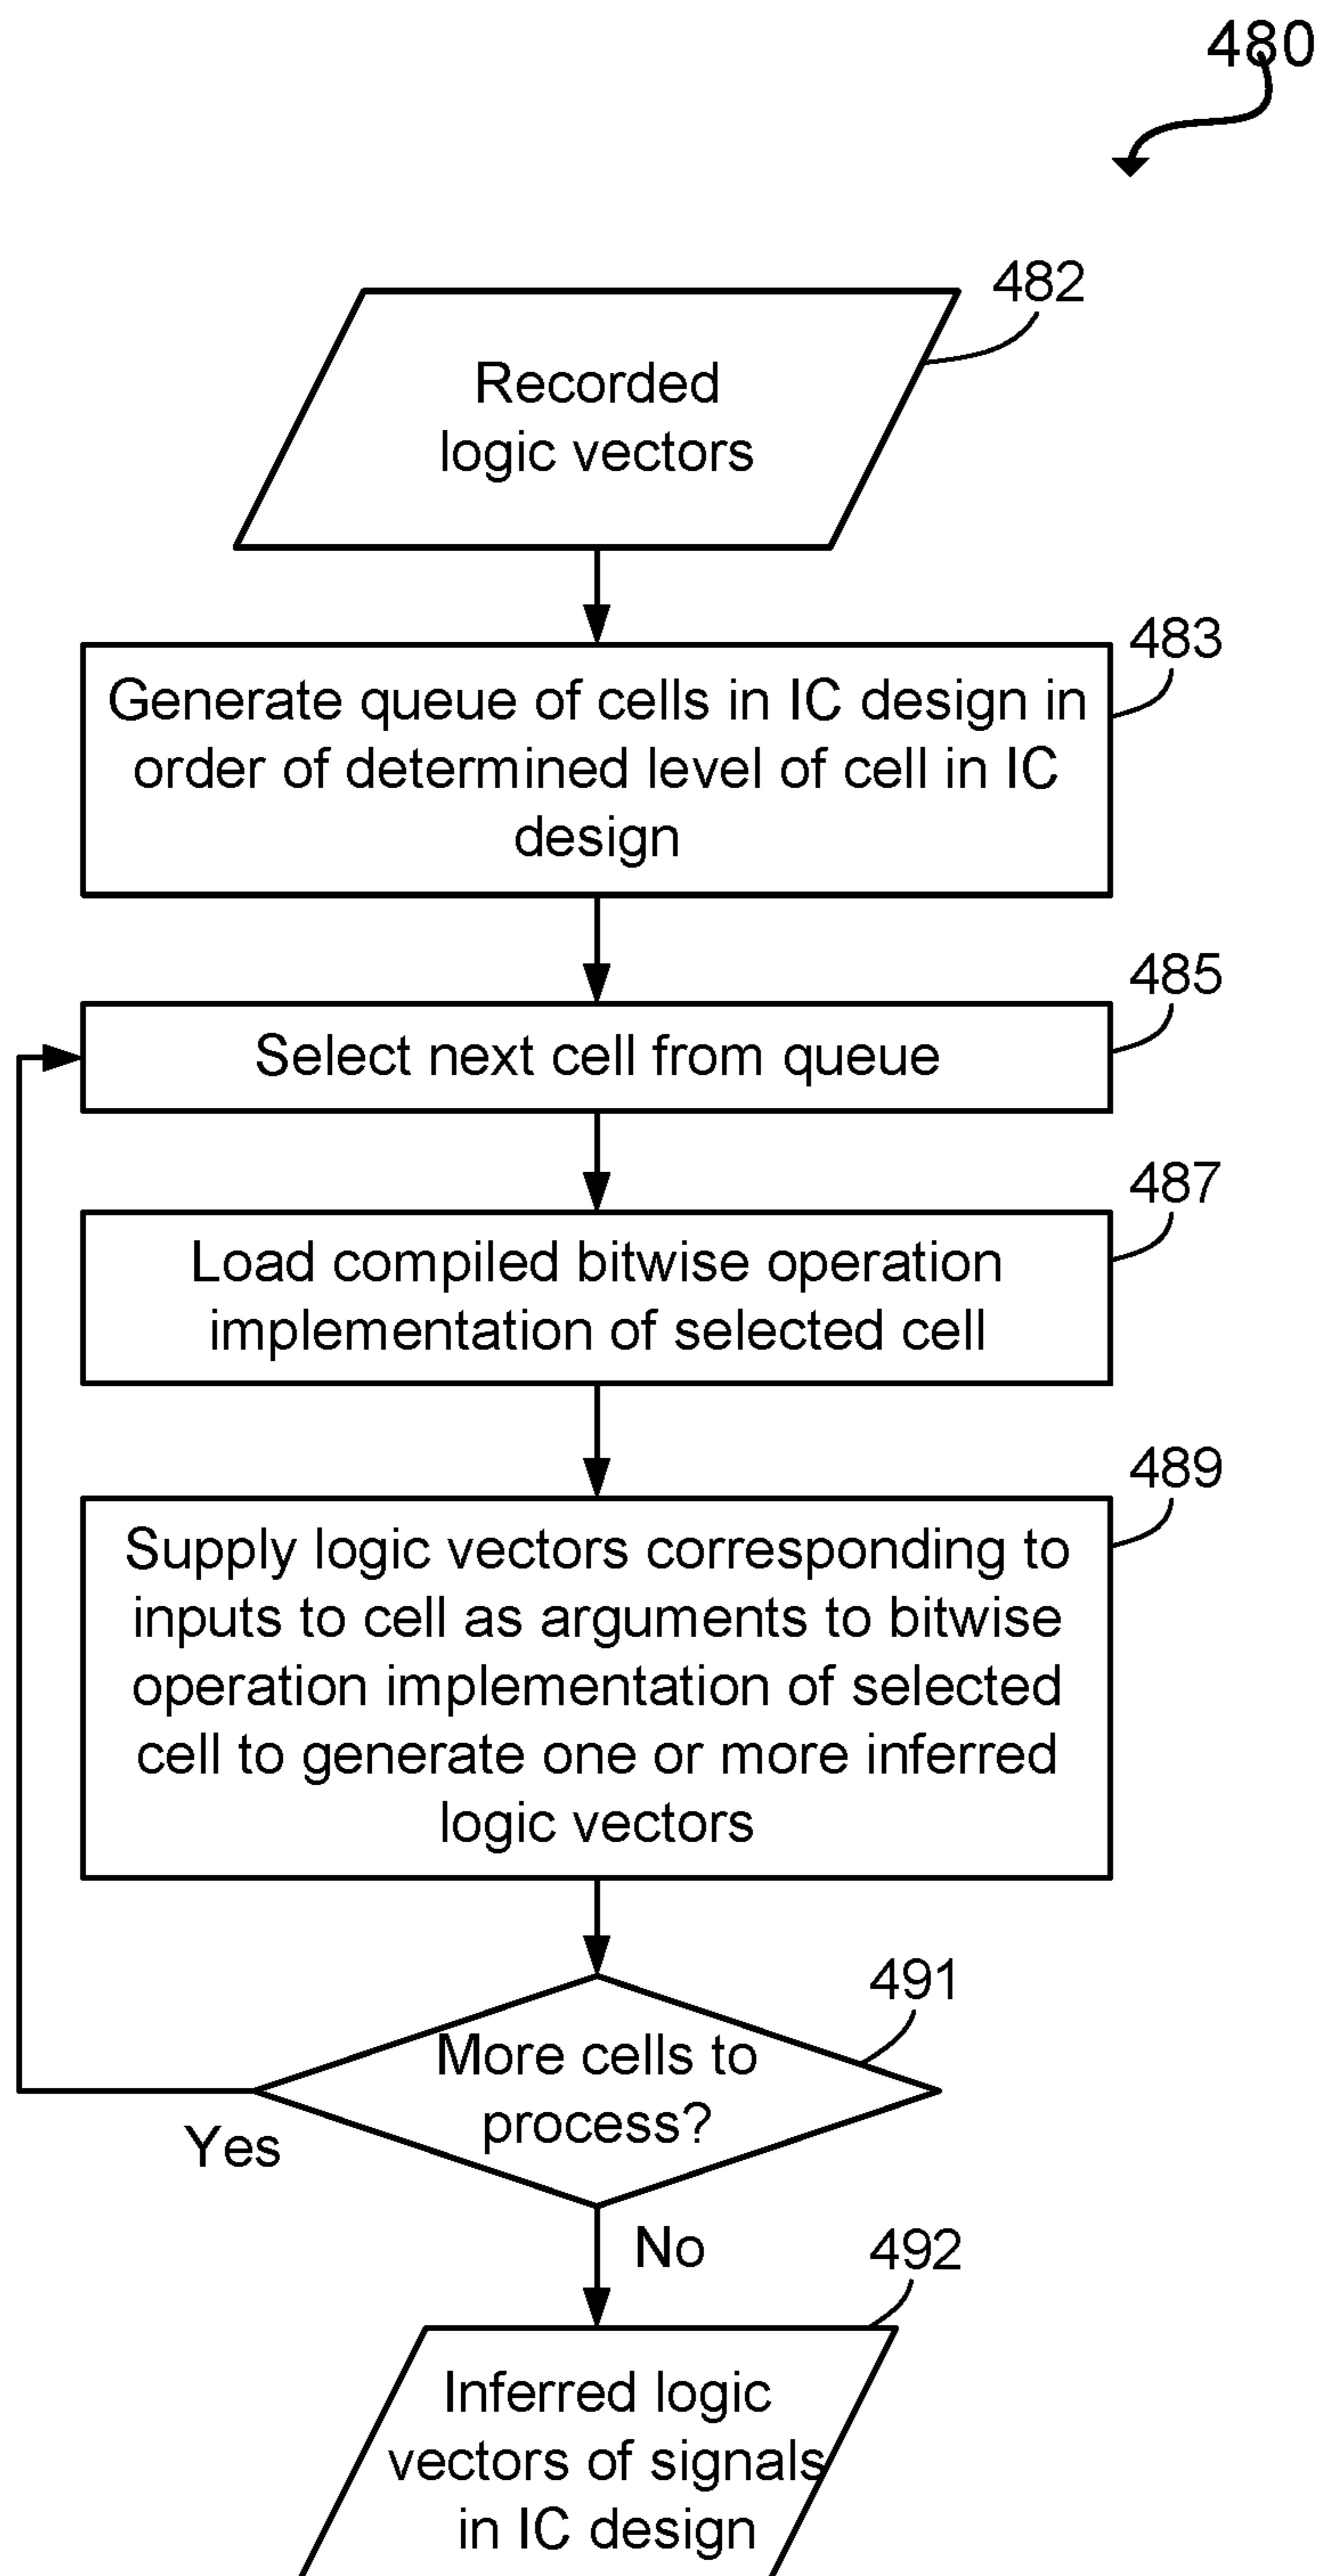 480
482
Recorded
logic vectors
483
Generate queue of cells in IC design in
order of determined level of cell in IC
design
485
Select next cell from queue
487
Load compiled bitwise operation
implementation of selected cell
489
Supply logic vectors corresponding to
inputs to cell as arguments to bitwise
operation implementation of selected
cell to generate one or more inferred
logic vectors
491
More cells to
process?
Yes
No
492
Inferred logic
vectors of signals
in IC design